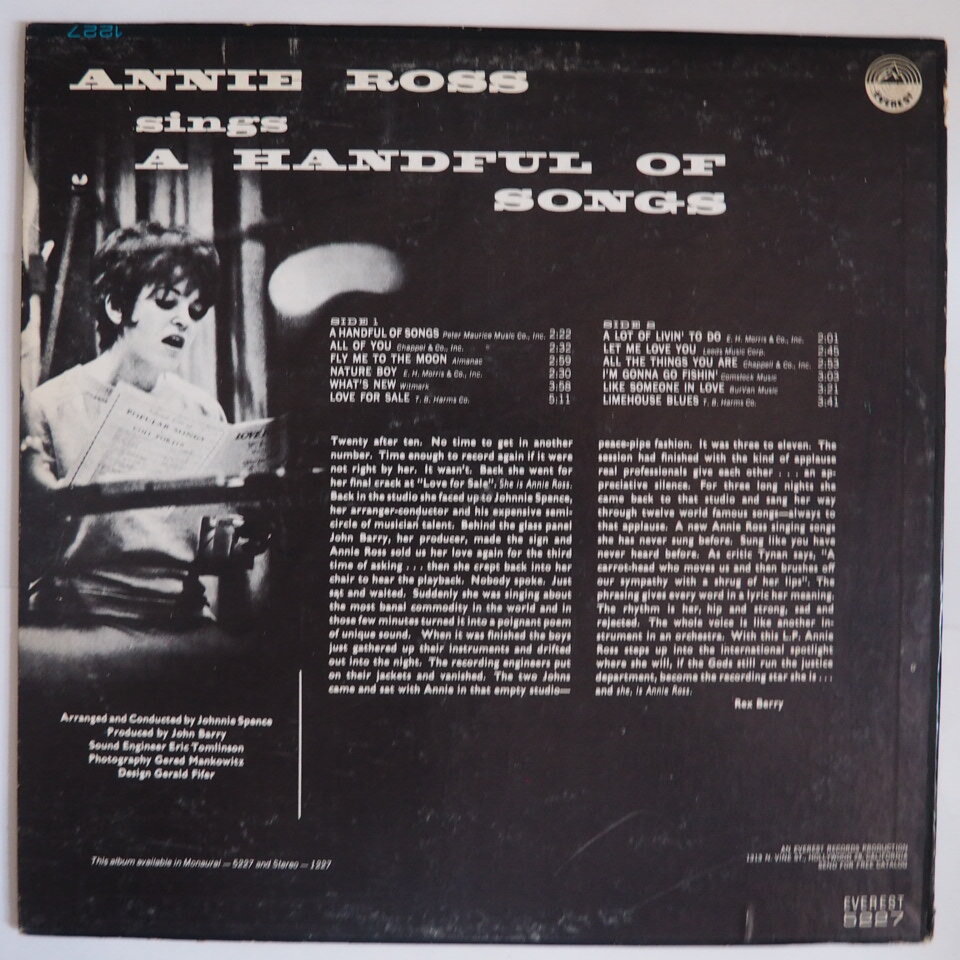 1227
ANNIE ROSS
sings
A HANDFUL OF
SONGS
EVEREST
POPULAR SONGS
SIDE 1
A HANDFUL OF SONGS Peter Maurice Music Co., Inc. 2:22
ALL OF YOU Chappel & Co., Inc. 2:32
FLY ME TO THE MOON Almanac 2:59
NATURE BOY E. H. Morris & Co., Inc. 2:30
WHAT'S NEW Witmark 3:58
LOVE FOR SALE T. B. Harms Co. 5:11
SIDE 2
A LOT OF LIVIN' TO DO E. H. Morris & Co., Inc. 2:01
LET ME LOVE YOU Leeds Music Corp. 2:45
ALL THE THINGS YOU ARE Chappell & Co., Inc. 2:53
I'M GONNA GO FISHIN' Comstock Music 3:03
LIKE SOMEONE IN LOVE Burvan Music 3:31
LIMEHOUSE BLUES T. B. Harms Co. 3:41
Twenty after ten. No time to get in another
number. Time enough to record again if it were
not right by her. It wasn't. Back she went for
her final crack at "Love for Sale". She is Annie Ross.
Back in the studio she faced up to Johnnie Spence,
her arranger-conductor and his expensive semi-
circle of musician talent. Behind the glass panel
John Barry, her producer, made the sign and
Annie Ross sold us her love again for the third
time of asking . . . then she crept back into her
chair to hear the playback. Nobody spoke. Just
sat and waited. Suddenly she was singing about
the most banal commodity in the world and in
those few minutes turned it into a poignant poem
of unique sound. When it was finished the boys
just gathered up their instruments and drifted
out into the night. The recording engineers put
on their jackets and vanished. The two Johns
came and sat with Annie in that empty studio—
peace-pipe fashion. It was three to eleven. The
session had finished with the kind of applause
real professionals give each other . . . an ap-
preciative silence. For three long nights she
came back to that studio and sang her way
through twelve world famous songs—always to
that applause. A new Annie Ross singing song
she has never sung before. Sung like you have
never heard before. As critic Tynan says, "A
carrot-head who moves us and then brushes off
our sympathy with a shrug of her lips". The
phrasing gives every word in a lyric her meaning
The rhythm is her, hip and strong, sad and
rejected. The whole voice is like another in-
strument in an orchestra. With this L.P. Annie
Ross steps up into the international spotlight
where she will, if the Gods still run the justice
department, become the recording star she is . . .
and she, is Annie Ross.
Rex Berry
Arranged and Conducted by Johnnie Spence
Produced by John Barry
Sound Engineer Eric Tomlinson
Photography Gered Mankowitz
Design Gerald Fifer
This album available in Monaural — 5227 and Stereo — 1227
AN EVEREST RECORDS PRODUCTION
1313 N. VINE ST., HOLLYWOOD 28, CALIFORNIA
SEND FOR FREE CATALOG
EVEREST
5227